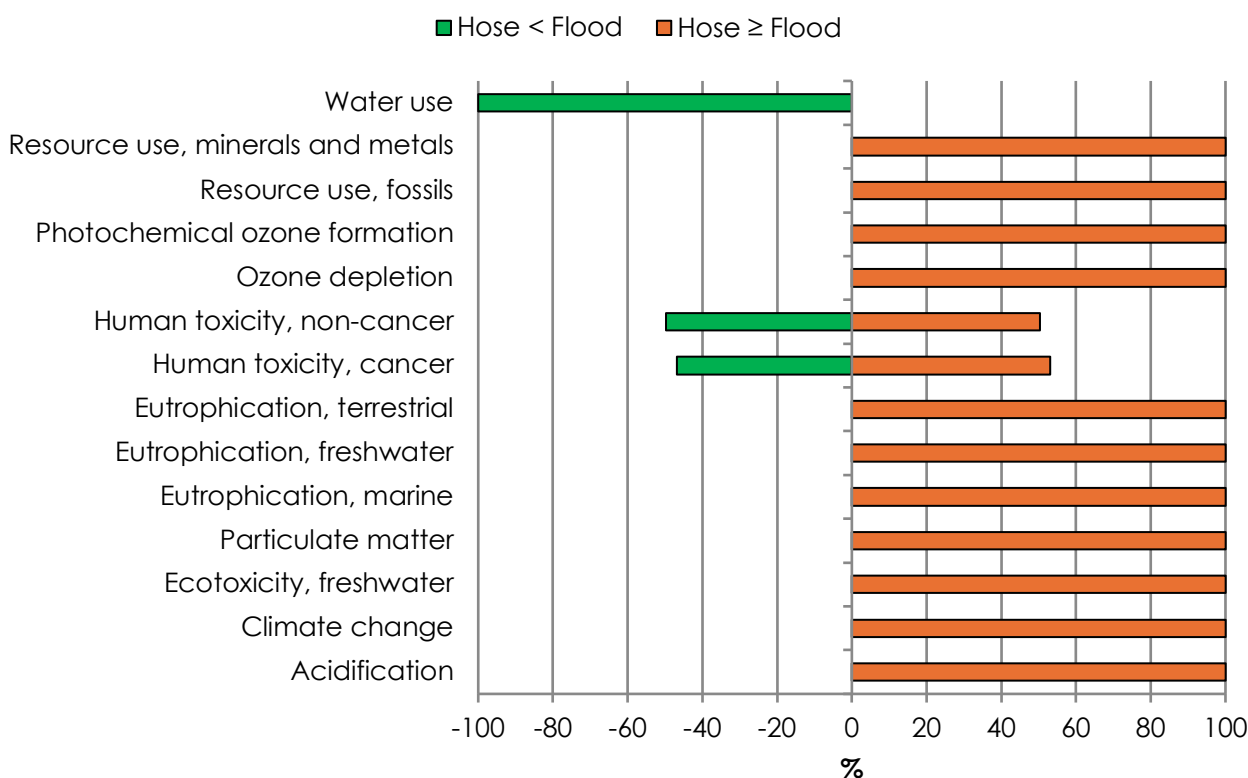 Hose < Flood Hose ≥ Flood
Water use
Resource use, minerals and metals
Resource use, fossils
Photochemical ozone formation
Ozone depletion
Human toxicity, non-cancer
Human toxicity, cancer
Eutrophication, terrestrial
Eutrophication, freshwater
Eutrophication, marine
Particulate matter
Ecotoxicity, freshwater
Climate change
Acidification
-100 -80 -60 -40 -20 0 20 40 60 80 100
%